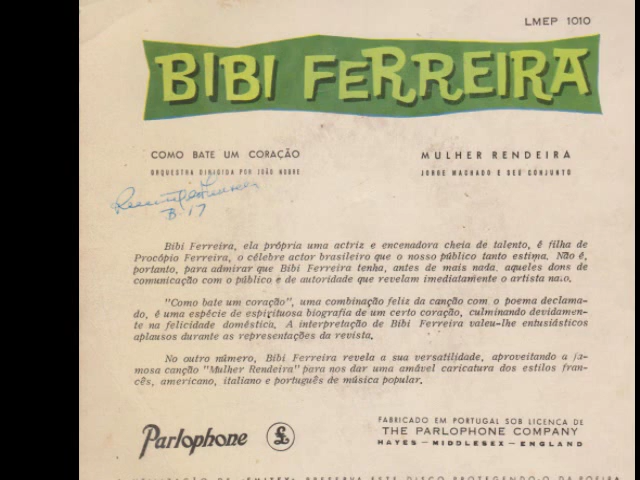 LMEP 1010
BIBI FERREIRA
COMO BATE UM CORAÇÃO
ORQUESTRA DIRIGIDA POR JOÃO NOBRE
MULHER RENDEIRA
JORGE MACHADO E SEU CONJUNTO
B-17
Bibi Ferreira, ela própria uma actriz e encenadora cheia de talento, é filha de
Procópio Ferreira, o célebre actor brasileiro que o nosso público tanto estima. Não é,
portanto, para admirar que Bibi Ferreira tenha, antes de mais nada, aqueles dons de
comunicação com o público e de autoridade que revelam imediatamente o artista nato.
"Como bate um coração", uma combinação feliz da canção com o poema declama-
do, é uma espécie de espirituosa biografia de um certo coração, culminando devidamen-
te na felicidade doméstica. A interpretação de Bibi Ferreira valeu-lhe entusiásticos
aplausos durante as representações da revista.
No outro número, Bibi Ferreira revela a sua versatilidade, aproveitando a fa-
mosa canção "Mulher Rendeira" para nos dar uma amável caricatura dos estilos fran-
cês, americano, italiano e português de música popular.
Parlophone £
FABRICADO EM PORTUGAL SOB LICENÇA DE
THE PARLOPHONE COMPANY
HAYES - MIDDLESEX - ENGLAND
PRESERVA ESTE DISCO PROTEGENDO-O DA POEIRA